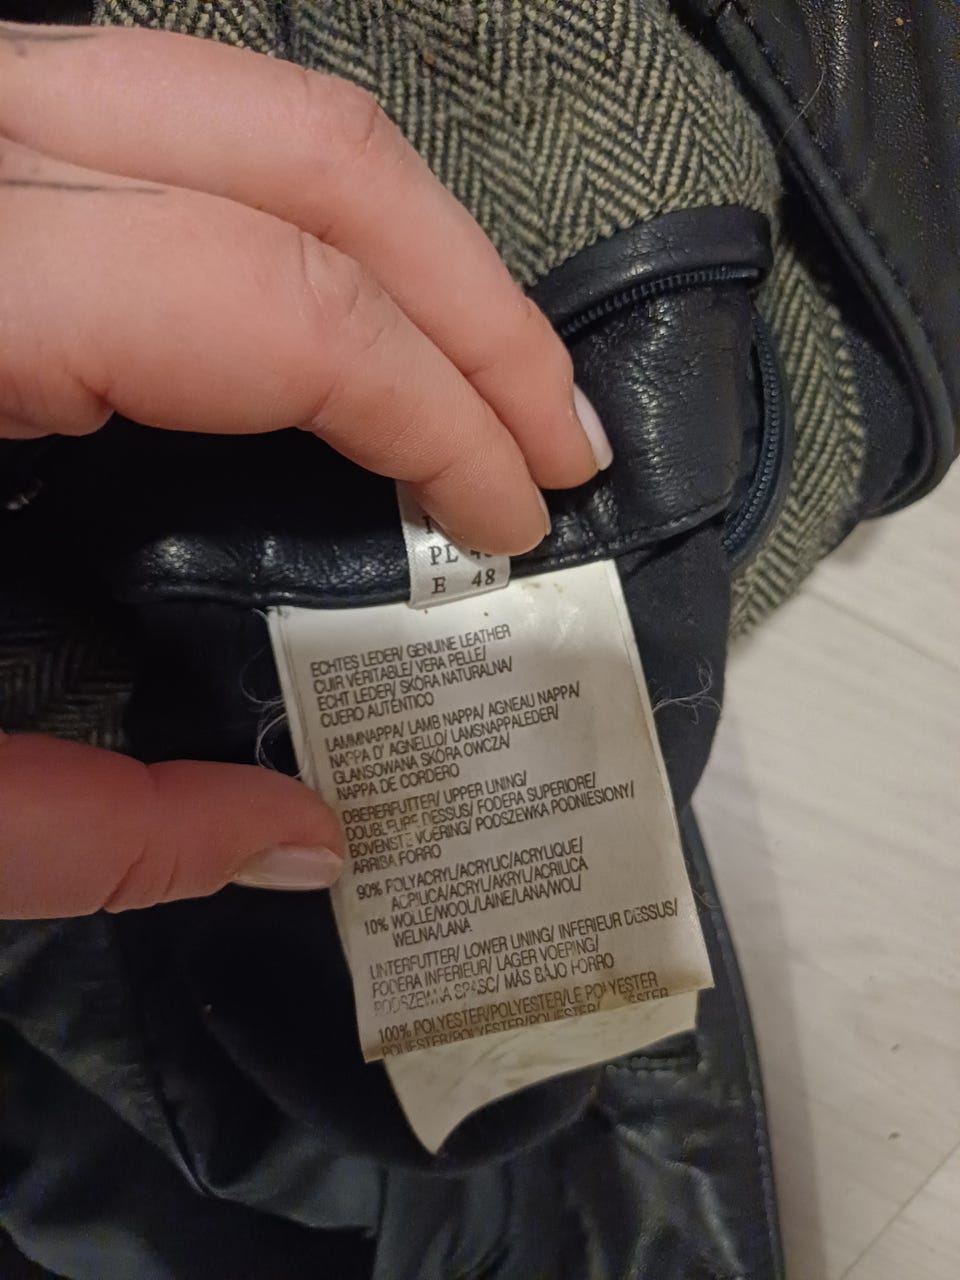 PL
E 48
ECHTES LEDER/ GENUINE LEATHER
CUIR VÉRITABLE/ VERA PELLE/
ECHT LEDER/ SKÓRA NATURALNA/
CUERO AUTÉNTICO
LAMMNAPPA/ LAMB NAPPA/ AGNEAU NAPPA/
NAPPA D' AGNELLO/ LAMSNAPPALEDER/
GLANSOWANA SKÓRA OWCZA/
NAPPA DE CORDERO
OBERERFUTTER/ UPPER LINING/
DOUBLEURE DESSUS/ FODERA SUPERIORE/
BOVENSTE VOERING/ PODSZEWKA PODNIESIONY/
ARRIBA FORRO
90% POLYACRYL/ACRYLIC/ACRYLIQUE/
ACRILICA/ACRYL/AKRYL/ACRILICA
10% WOLLE/WOOL/LAINE/LANA/WOL/
WEŁNA/LANA
UNTERFUTTER/ LOWER LINING/ INFERIEUR DESSUS/
FODERA INFERIEUR/ LAGER VOERING/
PODSZEWKA SPASC/ MÁS BAJO FORRO
100% POLYESTER/POLYESTER/LE POLYESTER
POLIESTER/POLYESTER/POLIESTER/